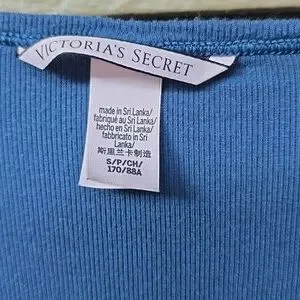 VICTORIA'S SECRET
made in Sri Lanka/
fabriqué au Sri Lanka/
hecho en Sri Lanka/
fabbricato in Sri
Lanka/
斯里兰卡制造
S/P/CH/
170/88A